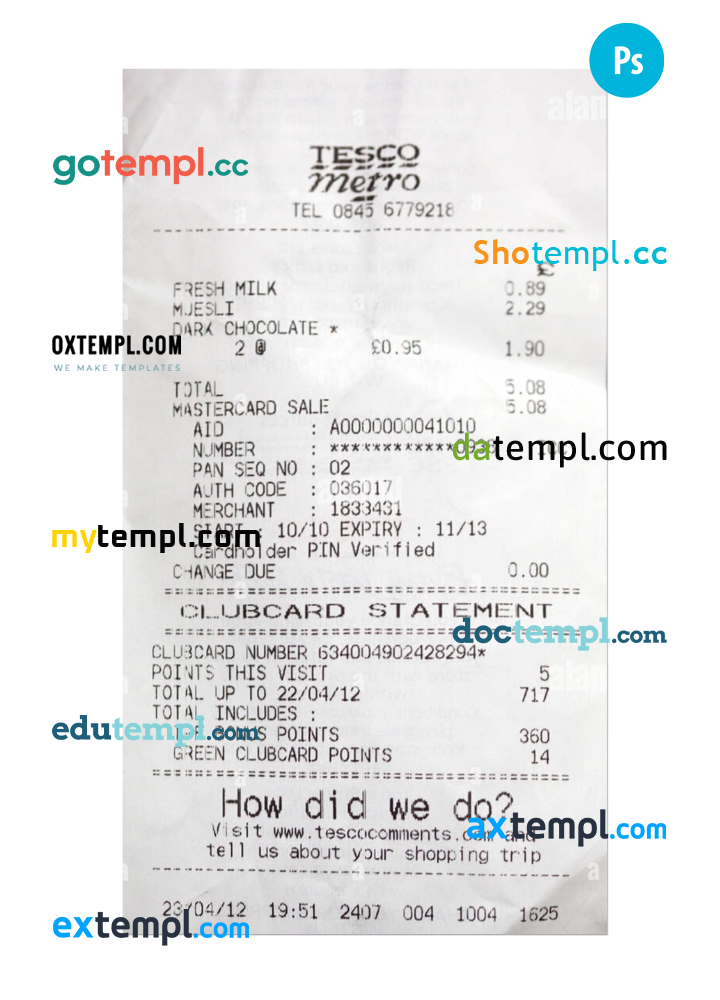 Ps
gotempl.cc
TESCO
Metro
TEL 0845 6779218
Shotempl.cc
£
FRESH MILK 0.89
MUESLI 2.29
DARK CHOCOLATE *
2 @ £0.95 1.90
OXTEMPL.COM
WE MAKE TEMPLATES
TOTAL 5.08
MASTERCARD SALE 5.08
AID : A0000000041010
NUMBER : ************0936
datempl.com
PAN SEQ NO : 02
AUTH CODE : 036017
MERCHANT : 1833431
START : 10/10 EXPIRY : 11/13
mytempl.com
Cardholder PIN Verified
CHANGE DUE 0.00
CLUBCARD STATEMENT
doctempl.com
CLUBCARD NUMBER 634004902428294*
POINTS THIS VISIT 5
TOTAL UP TO 22/04/12 717
TOTAL INCLUDES :
edutempl.com
BONUS POINTS 360
GREEN CLUBCARD POINTS 14
How did we do?
Visit www.tescocomments.com and
axtempl.com
tell us about your shopping trip
23/04/12 19:51 2407 004 1004 1625
extempl.com